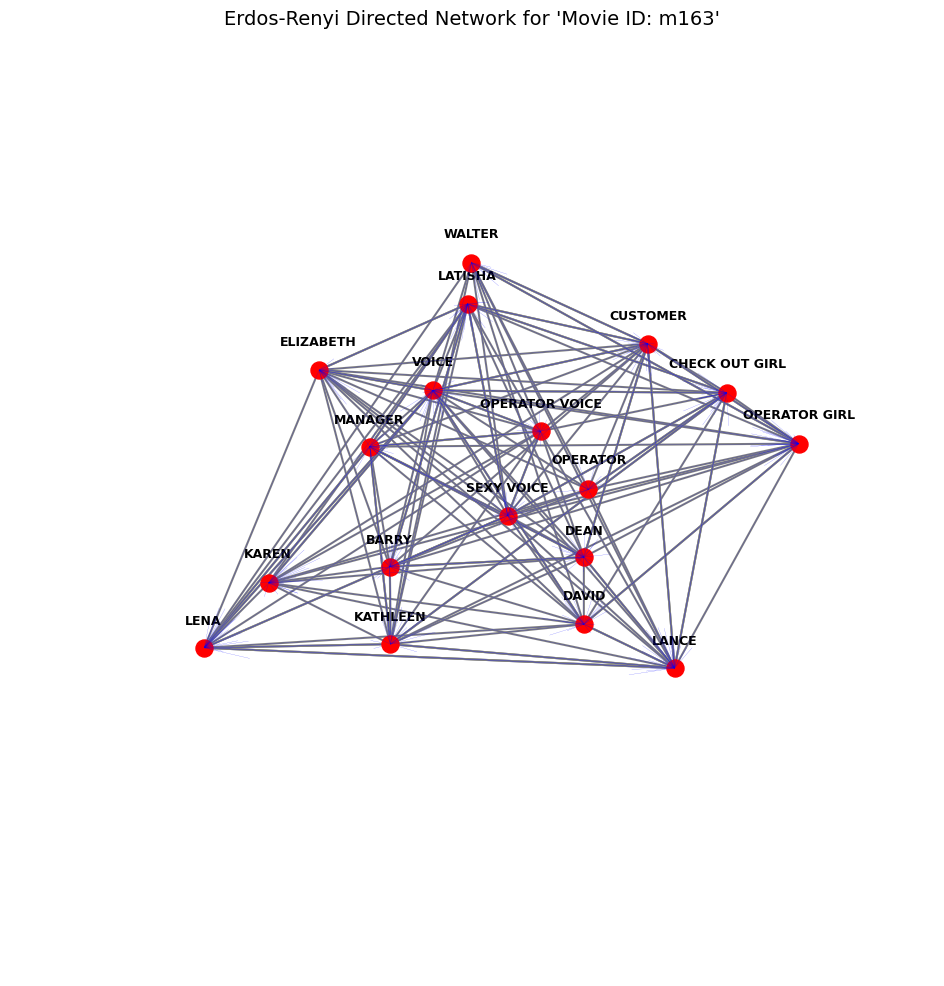 Erdos-Renyi Directed Network for 'Movie ID: m163'
WALTER
LATISHA
CUSTOMER
ELIZABETH
VOICE
CHECK OUT GIRL
OPERATOR VOICE
OPERATOR GIRL
MANAGER
OPERATOR
SEXY VOICE
DEAN
BARRY
KAREN
DAVID
KATHLEEN
LENA
LANCE